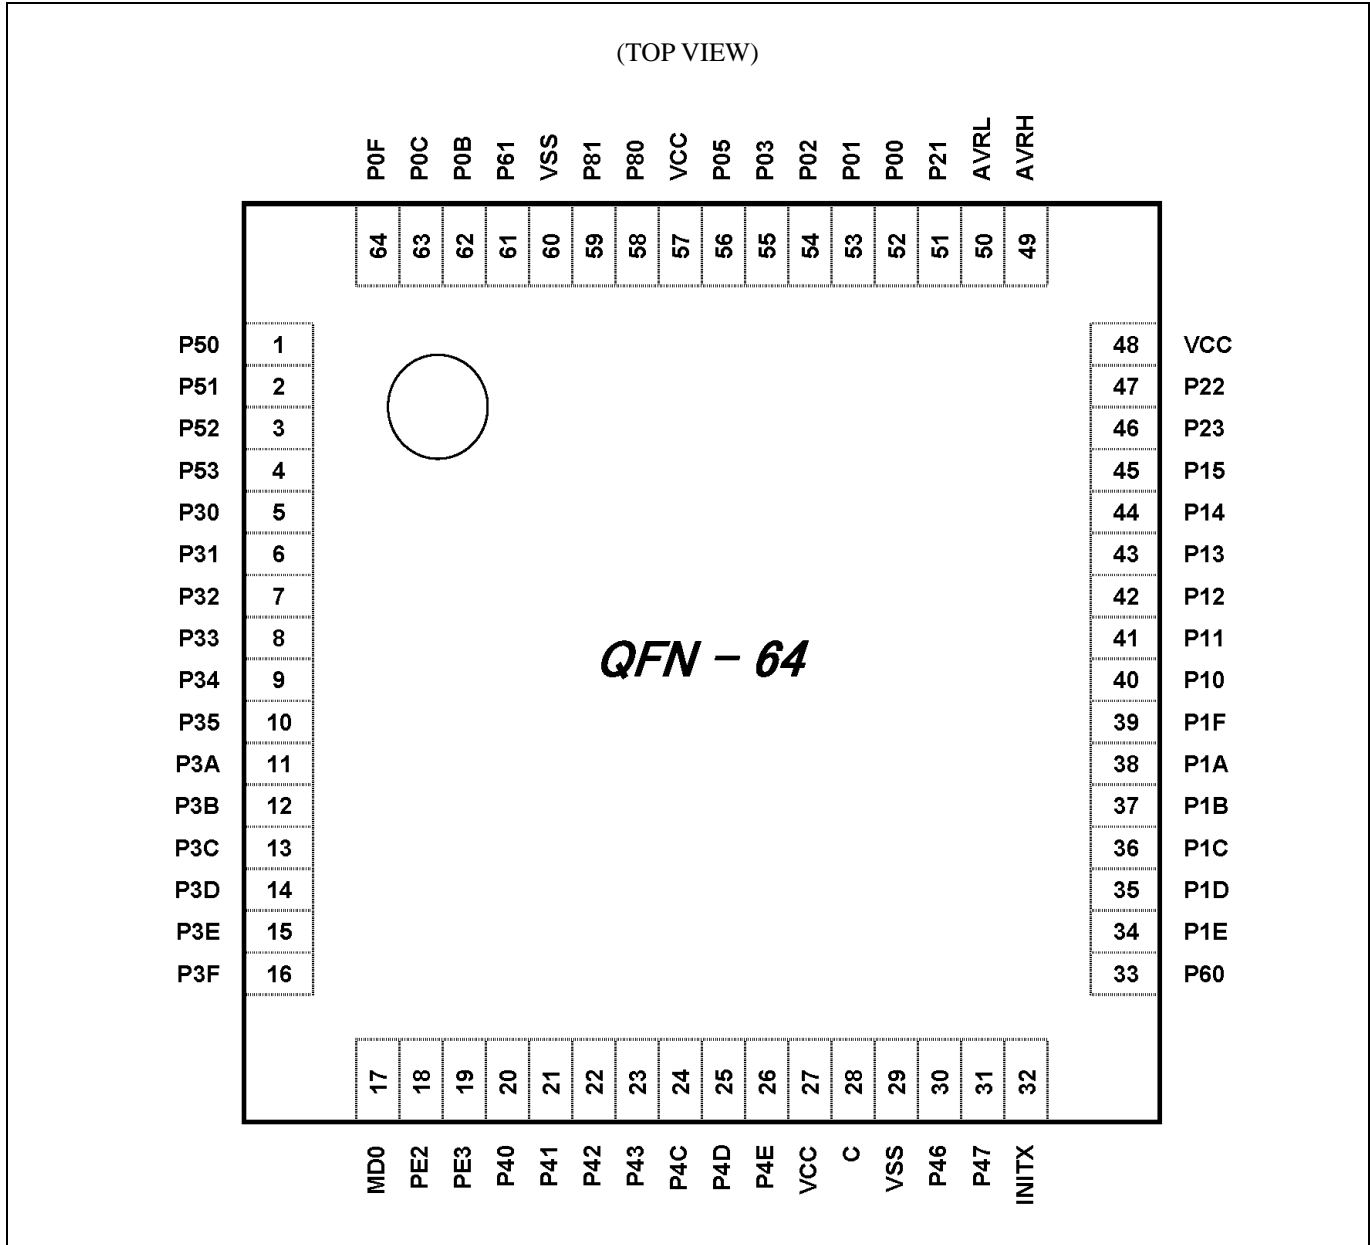 (TOP VIEW)
P0F P0C P0B P61 VSS P81 P80 VCC P05 P03 P02 P01 P00 P21 AVRL AVRH
64 63 62 61 60 59 58 57 56 55 54 53 52 51 50 49
P50 1 48 VCC
P51 2 47 P22
P52 3 46 P23
P53 4 45 P15
P30 5 44 P14
P31 6 43 P13
P32 7 42 P12
P33 8 41 P11
QFN - 64
P34 9 40 P10
P35 10 39 P1F
P3A 11 38 P1A
P3B 12 37 P1B
P3C 13 36 P1C
P3D 14 35 P1D
P3E 15 34 P1E
P3F 16 33 P60
17 18 19 20 21 22 23 24 25 26 27 28 29 30 31 32
MD0 PE2 PE3 P40 P41 P42 P43 P4C P4D P4E VCC C VSS P46 P47 INITX